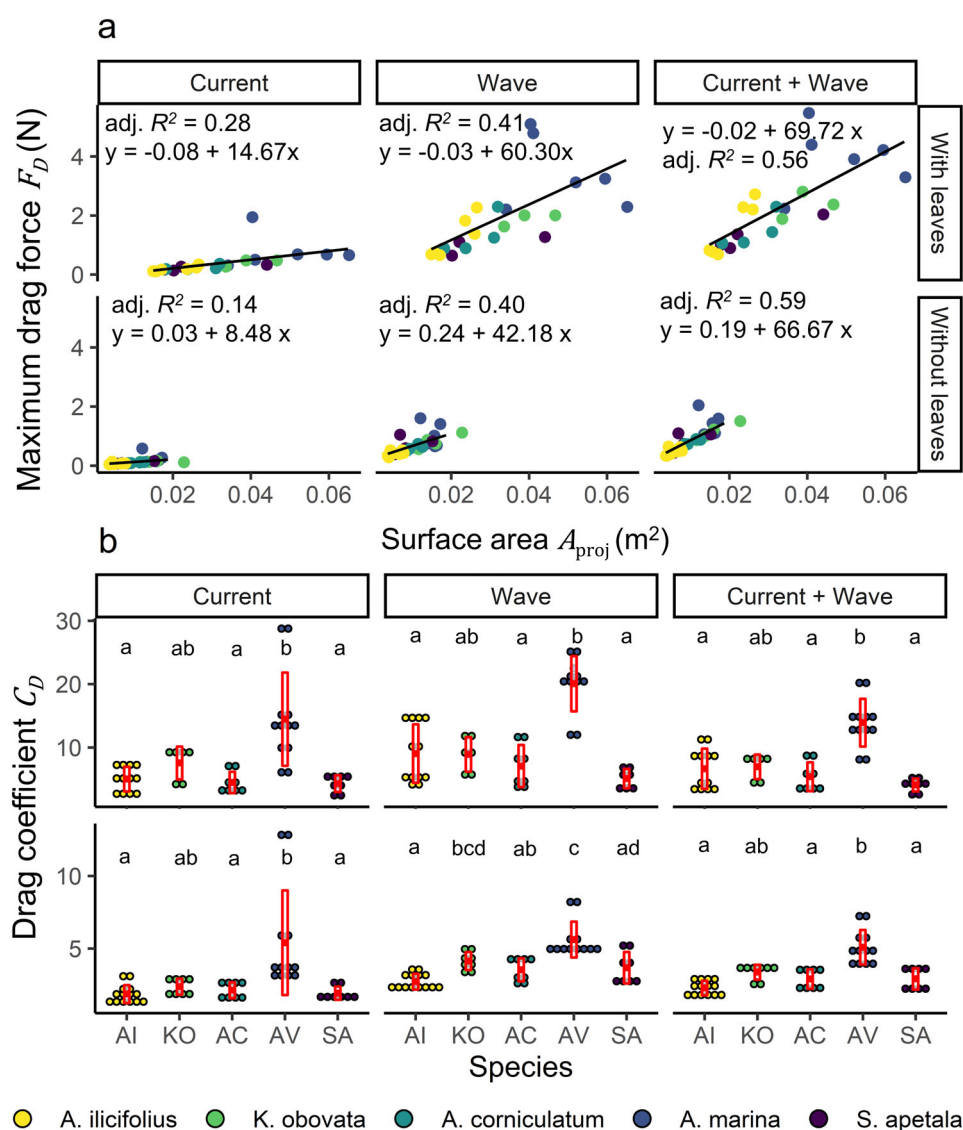 a
Current
Wave
Current + Wave
adj. R² = 0.28
y = -0.08 + 14.67x
adj. R² = 0.41
y = -0.03 + 60.30x
y = -0.02 + 69.72 x
adj. R² = 0.56
With leaves
adj. R² = 0.14
y = 0.03 + 8.48 x
adj. R² = 0.40
y = 0.24 + 42.18 x
adj. R² = 0.59
y = 0.19 + 66.67 x
Without leaves
Maximum drag force F_D (N)
4
2
0
4
2
0
0.02 0.04 0.06 0.02 0.04 0.06 0.02 0.04 0.06
Surface area A_proj (m²)
b
Current
Wave
Current + Wave
Drag coefficient C_D
30
20
10
a ab a b a
a ab a b a
a ab a b a
10
5
a ab a b a
a bcd ab c ad
a ab a b a
AI KO AC AV SA
AI KO AC AV SA
AI KO AC AV SA
Species
A. ilicifolius
K. obovata
A. corniculatum
A. marina
S. apetala